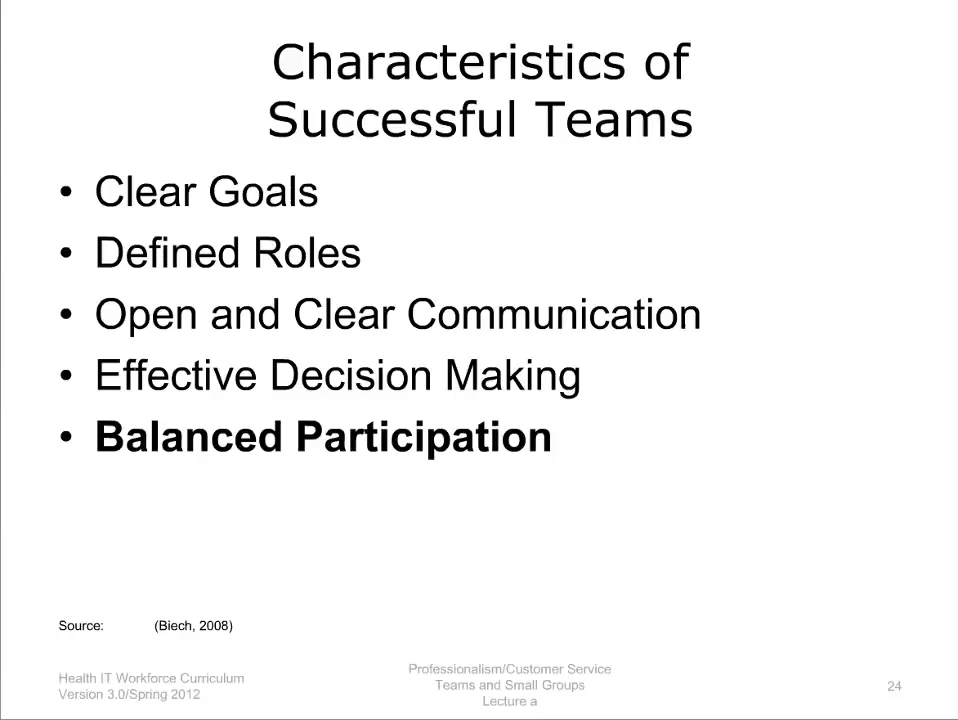 Characteristics of
Successful Teams
• Clear Goals
• Defined Roles
• Open and Clear Communication
• Effective Decision Making
• Balanced Participation
Source: (Biech, 2008)
Health IT Workforce Curriculum
Version 3.0/Spring 2012
Professionalism/Customer Service
Teams and Small Groups
Lecture a
24